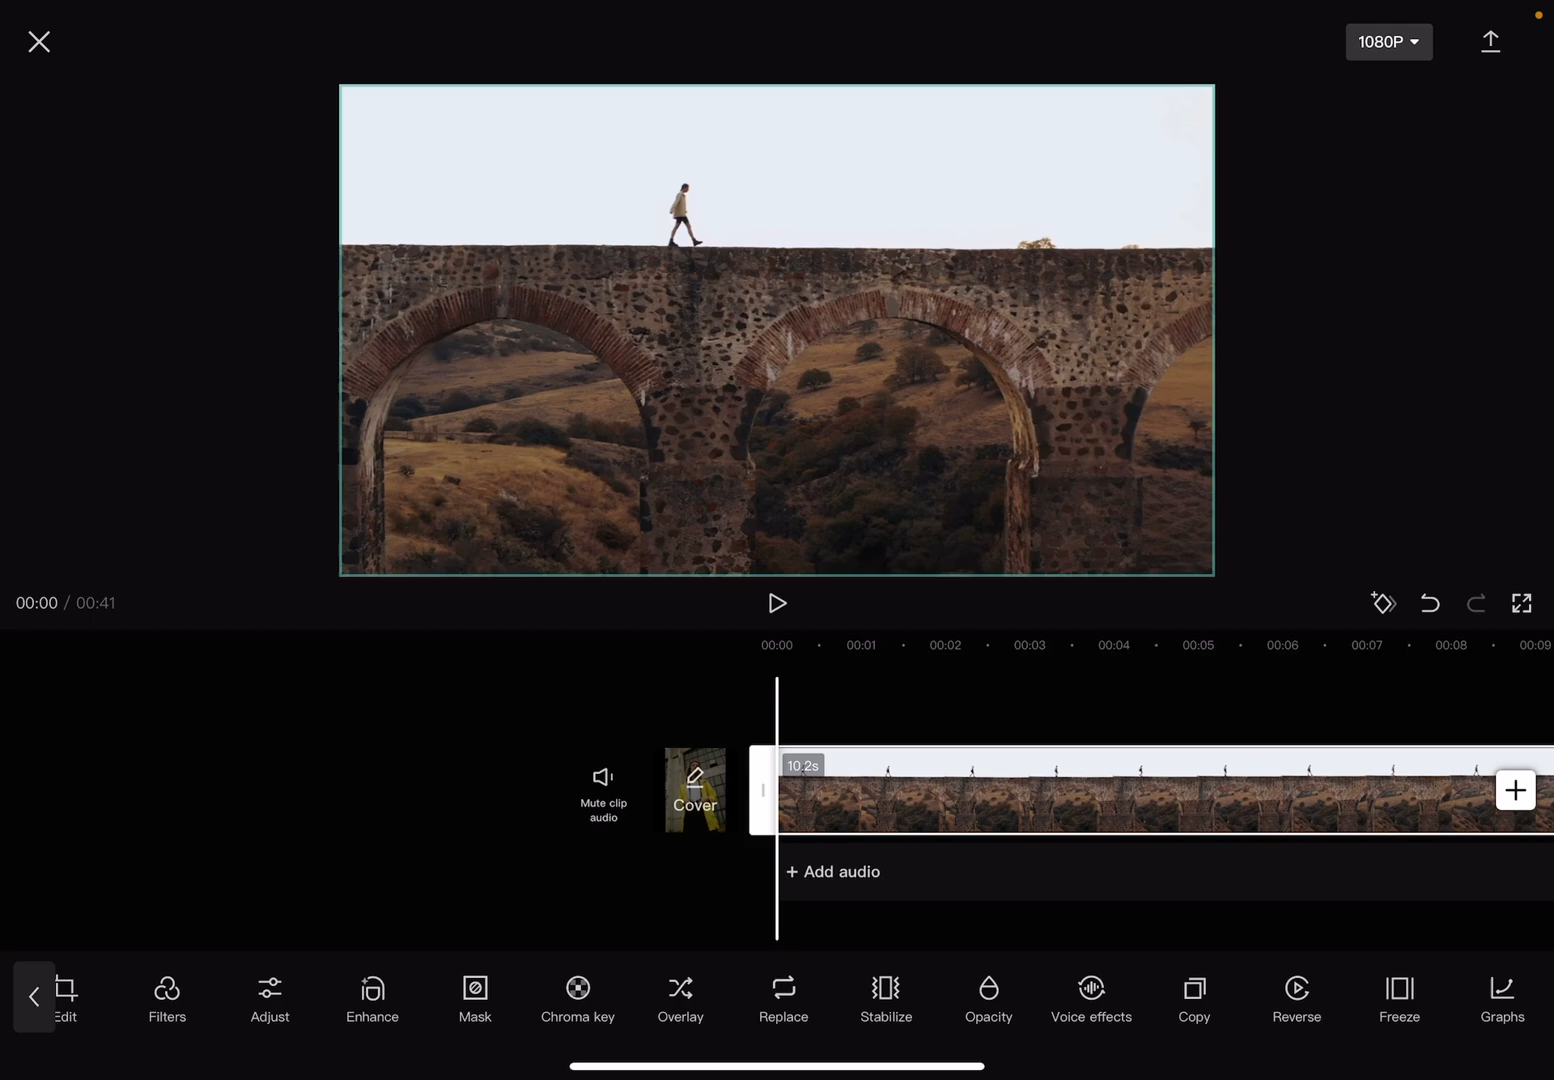 1080P
00:00 / 00:41
00:00 00:01 00:02 00:03 00:04 00:05 00:06 00:07 00:08 00:09
10.2s
Mute clip
audio
Cover
+ Add audio
Edit Filters Adjust Enhance Mask Chroma key Overlay Replace Stabilize Opacity Voice effects Copy Reverse Freeze Graphs